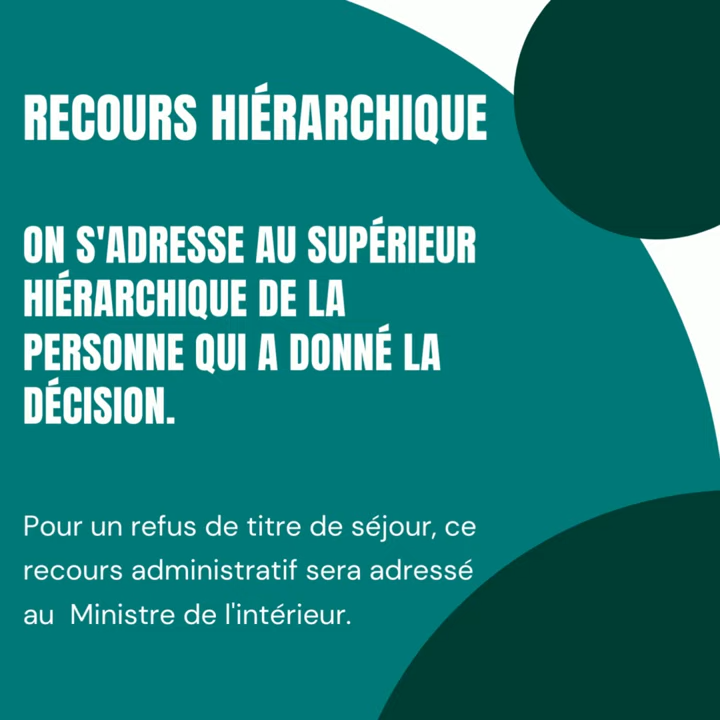 RECOURS HIÉRARCHIQUE
ON S'ADRESSE AU SUPÉRIEUR
HIÉRARCHIQUE DE LA
PERSONNE QUI A DONNÉ LA
DÉCISION.
Pour un refus de titre de séjour, ce
recours administratif sera adressé
au  Ministre de l'intérieur.